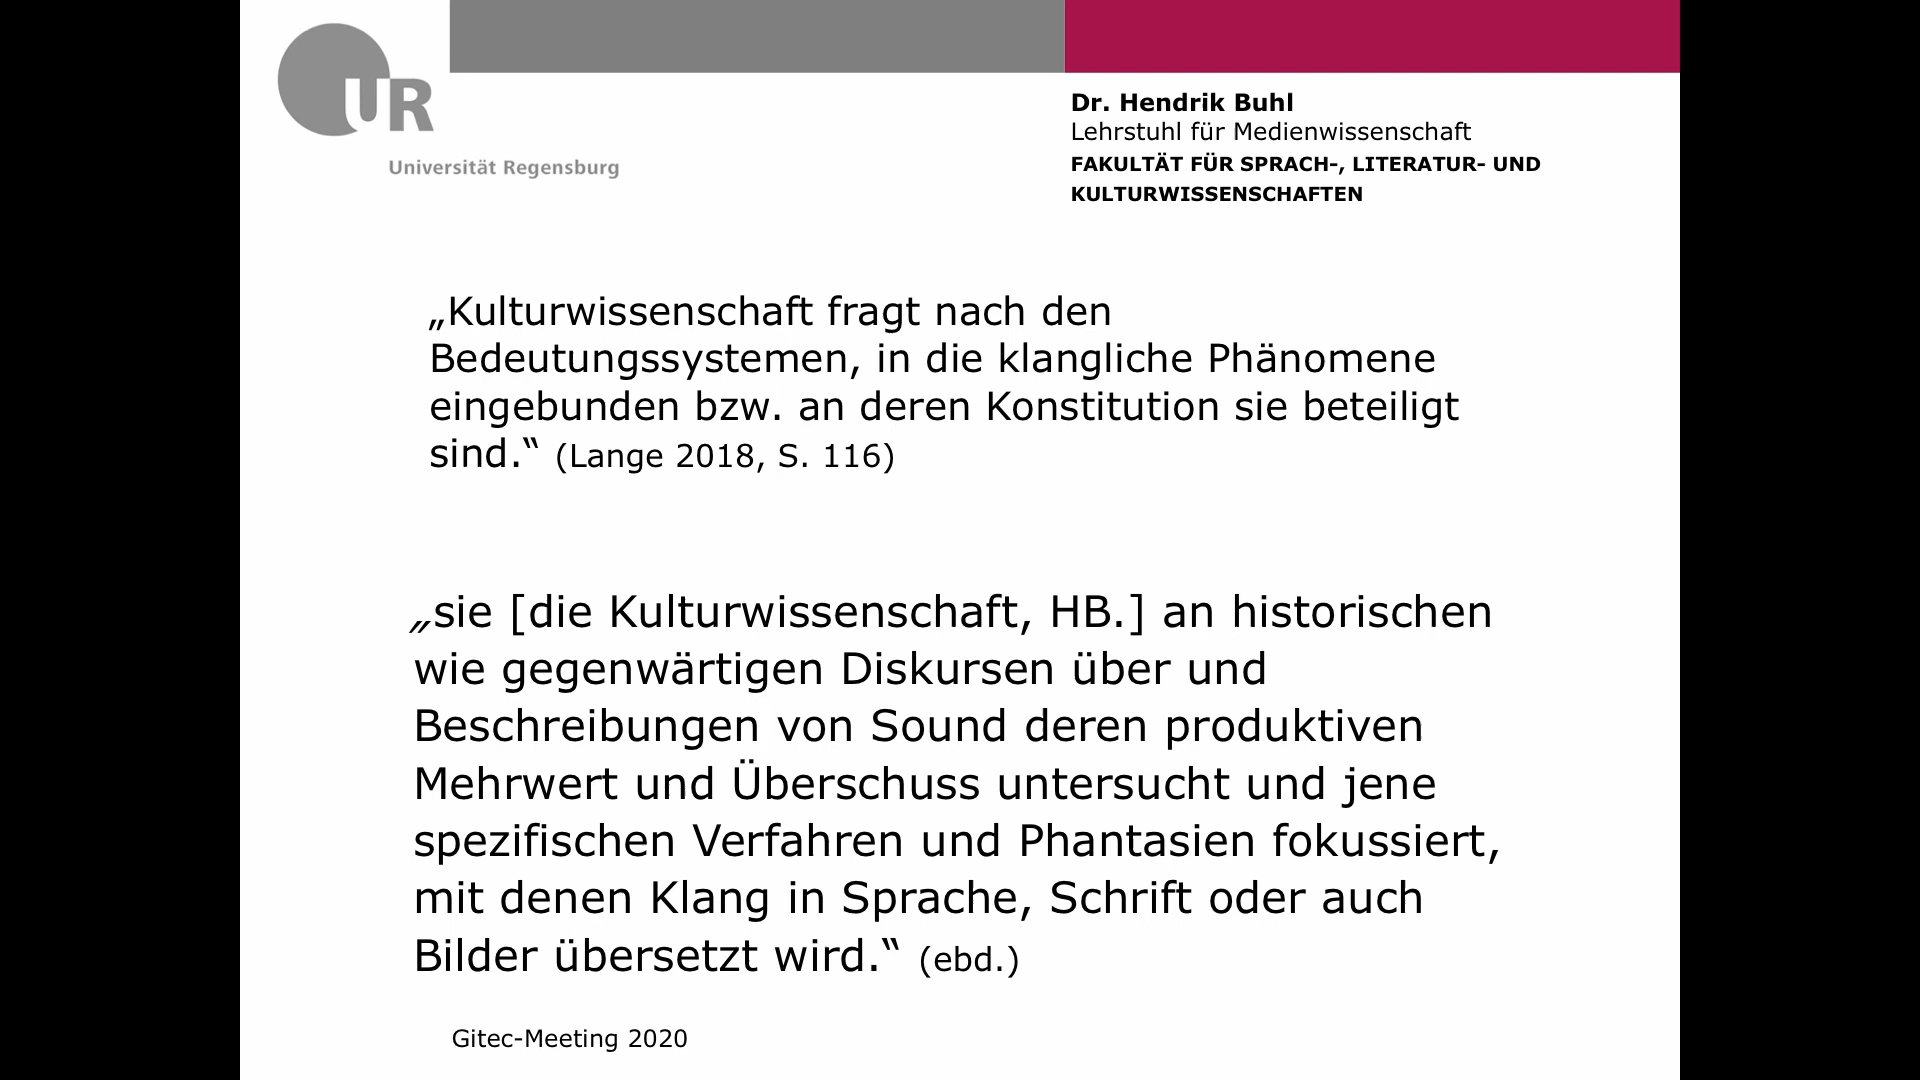 UR
Universität Regensburg
Dr. Hendrik Buhl
Lehrstuhl für Medienwissenschaft
FAKULTÄT FÜR SPRACH-, LITERATUR- UND
KULTURWISSENSCHAFTEN
„Kulturwissenschaft fragt nach den
Bedeutungssystemen, in die klangliche Phänomene
eingebunden bzw. an deren Konstitution sie beteiligt
sind.“ (Lange 2018, S. 116)
„sie [die Kulturwissenschaft, HB.] an historischen
wie gegenwärtigen Diskursen über und
Beschreibungen von Sound deren produktiven
Mehrwert und Überschuss untersucht und jene
spezifischen Verfahren und Phantasien fokussiert,
mit denen Klang in Sprache, Schrift oder auch
Bilder übersetzt wird.“ (ebd.)
Gitec-Meeting 2020